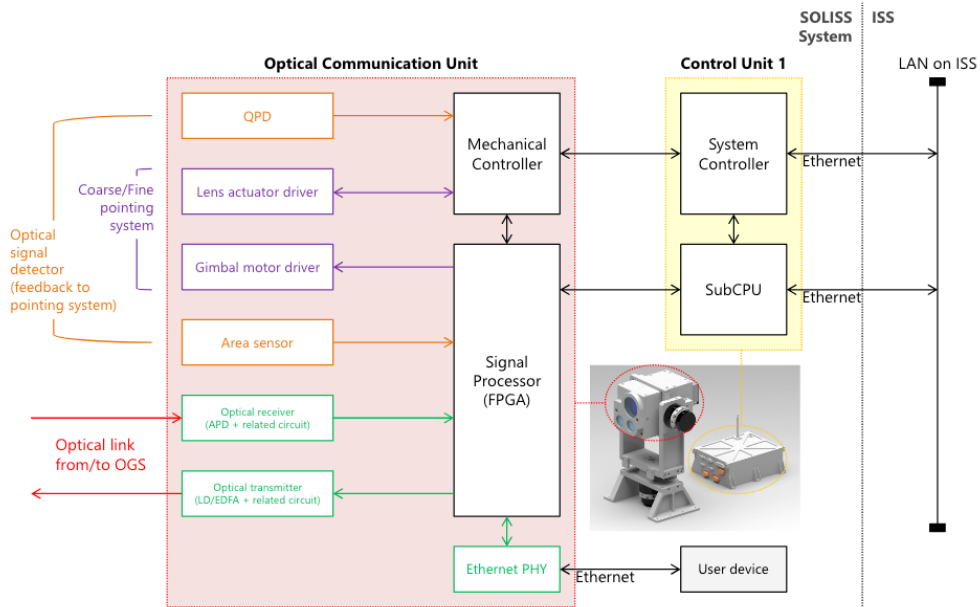 SOLISS
System
ISS
Optical Communication Unit
Control Unit 1
LAN on ISS
QPD
Mechanical
Controller
System
Controller
Ethernet
Lens actuator driver
Coarse/Fine
pointing
system
Optical
signal
detector
(feedback to
pointing system)
Gimbal motor driver
SubCPU
Ethernet
Area sensor
Signal
Processor
(FPGA)
Optical receiver
(APD + related circuit)
Optical link
from/to OGS
Optical transmitter
(LD/EDFA + related circuit)
Ethernet PHY
Ethernet
User device